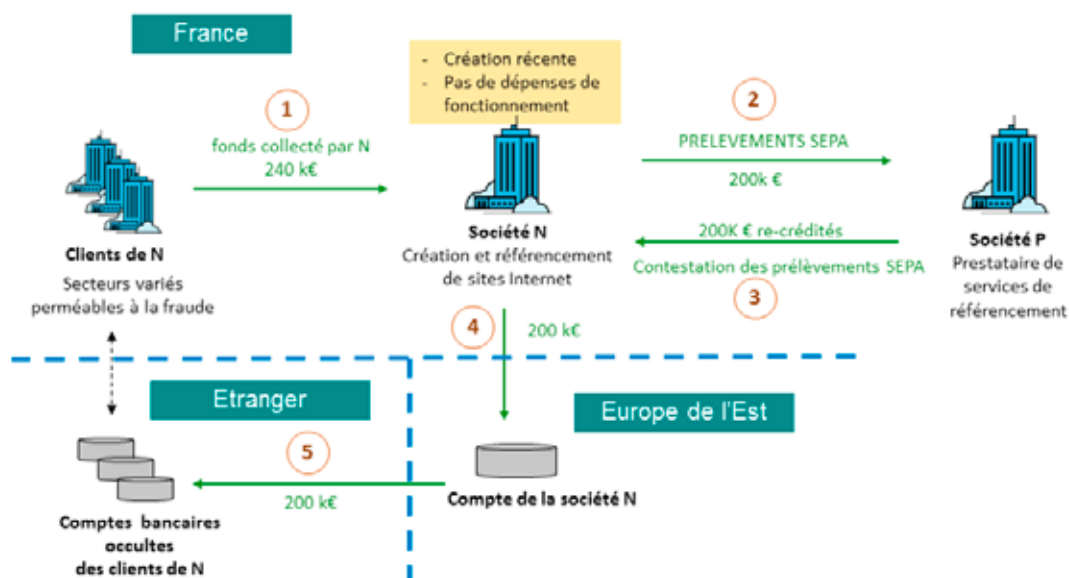 France
- Création récente
- Pas de dépenses de
fonctionnement
1
fonds collecté par N
240 k€
2
PRELEVEMENTS SEPA
200k €
Clients de N
Secteurs variés
perméables à la fraude
Société N
Création et référencement
de sites Internet
200K € re-crédités
Contestation des prélèvements SEPA
3
Société P
Prestataire de
services de
référencement
4
200 k€
Etranger
Europe de l'Est
5
200 k€
Compte de la société N
Comptes bancaires
occultes
des clients de N